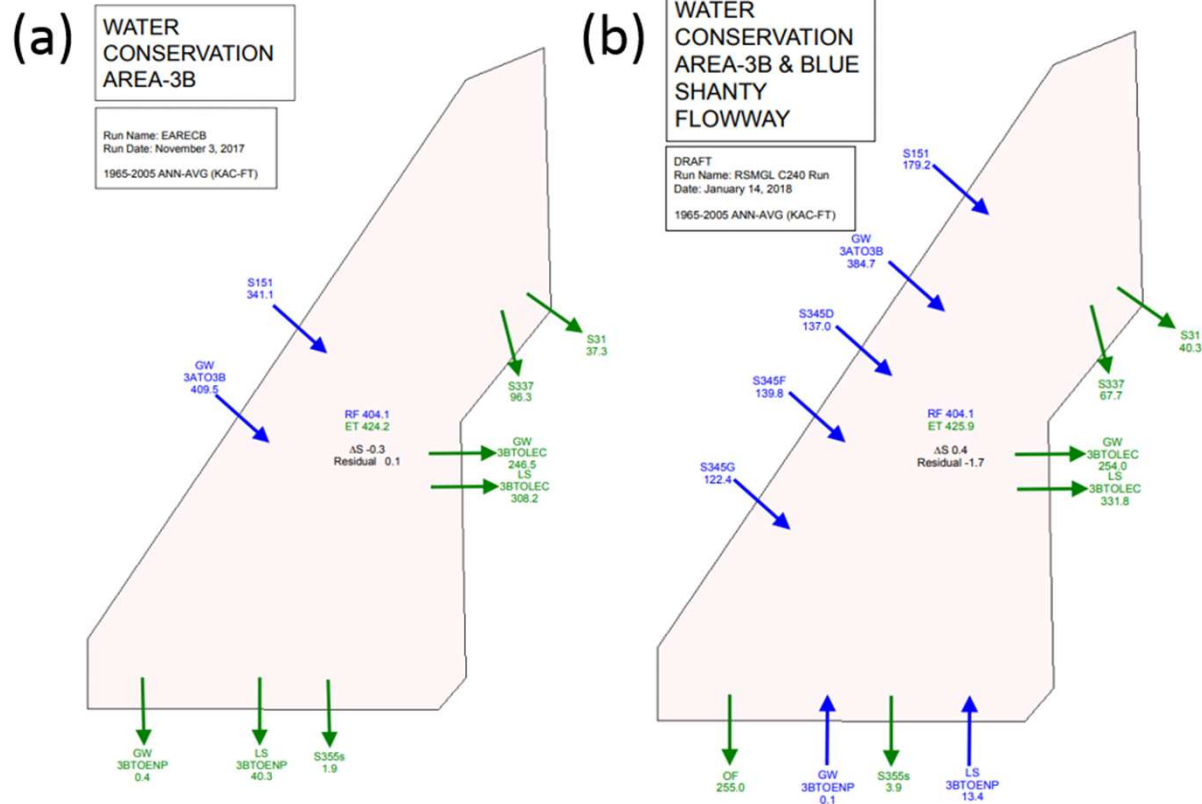 (a)
WATER
CONSERVATION
AREA-3B
Run Name: EARECB
Run Date: November 3, 2017
1965-2005 ANN-AVG (KAC-FT)
S151
341.1
GW
3ATO3B
409.5
RF 404.1
ET 424.2
ΔS -0.3
Residual 0.1
S31
37.3
S337
96.3
GW
3BTOLEC
246.5
LS
3BTOLEC
308.2
GW
3BTOENP
0.4
LS
3BTOENP
40.3
S355s
1.9
(b)
WATER
CONSERVATION
AREA-3B & BLUE
SHANTY
FLOWWAY
DRAFT
Run Name: RSMGL C240 Run
Date: January 14, 2018
1965-2005 ANN-AVG (KAC-FT)
S151
179.2
GW
3ATO3B
384.7
S345D
137.0
S345F
139.8
S345G
122.4
RF 404.1
ET 425.9
ΔS 0.4
Residual -1.7
S31
40.3
S337
67.7
GW
3BTOLEC
254.0
LS
3BTOLEC
331.8
OF
255.0
GW
3BTOENP
0.1
S355s
3.9
LS
3BTOENP
13.4